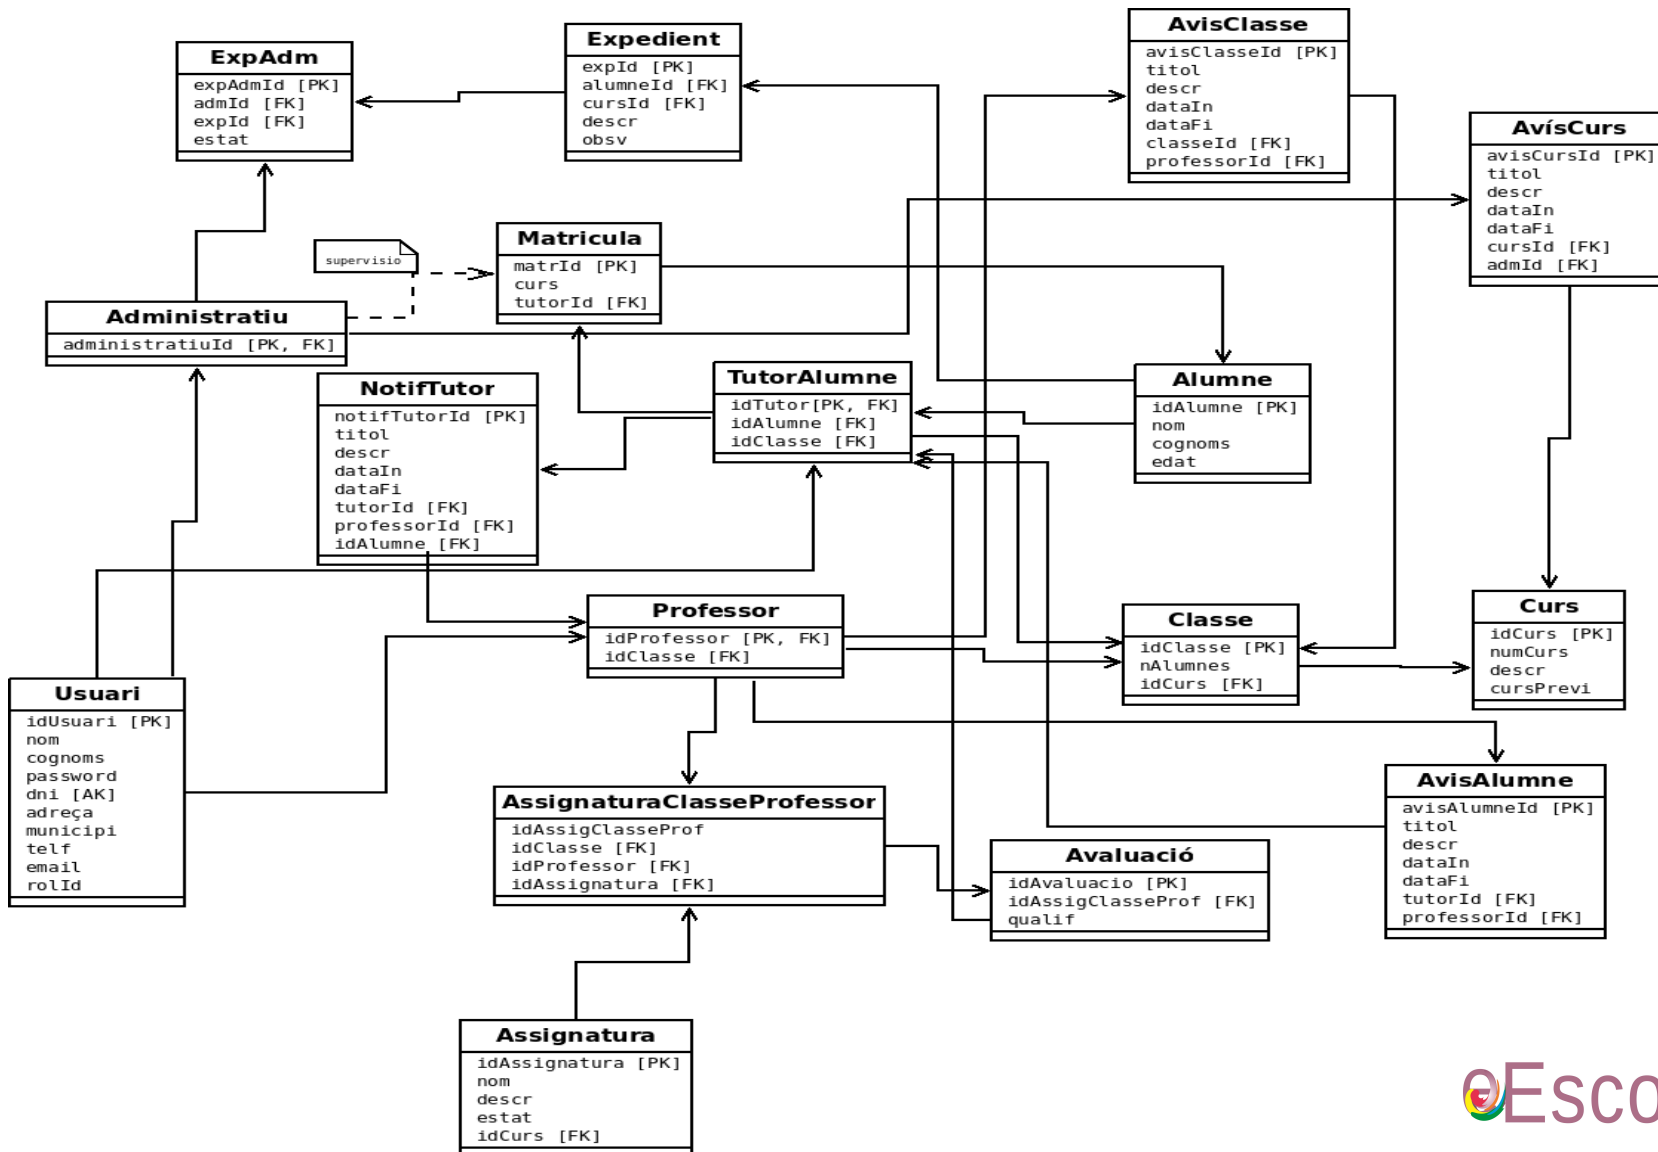 ExpAdm
expAdmId [PK]
admId [FK]
expId [FK]
estat
Expedient
expId [PK]
alumneId [FK]
cursId [FK]
descr
obsv
AvisClasse
avisClasseId [PK]
titol
descr
dataIn
dataFi
classeId [FK]
professorId [FK]
AvísCurs
avisCursId [PK]
titol
descr
dataIn
dataFi
cursId [FK]
admId [FK]
supervisio
Matricula
matrId [PK]
curs
tutorId [FK]
Administratiu
administratiuId [PK, FK]
NotifTutor
notifTutorId [PK]
titol
descr
dataIn
dataFi
tutorId [FK]
professorId [FK]
idAlumne [FK]
TutorAlumne
idTutor[PK, FK]
idAlumne [FK]
idClasse [FK]
Alumne
idAlumne [PK]
nom
cognoms
edat
Professor
idProfessor [PK, FK]
idClasse [FK]
Classe
idClasse [PK]
nAlumnes
idCurs [FK]
Curs
idCurs [PK]
numCurs
descr
cursPrevi
Usuari
idUsuari [PK]
nom
cognoms
password
dni [AK]
adreça
municipi
telf
email
rolId
AssignaturaClasseProfessor
idAssigClasseProf
idClasse [FK]
idProfessor [FK]
idAssignatura [FK]
Avaluació
idAvaluacio [PK]
idAssigClasseProf [FK]
qualif
AvisAlumne
avisAlumneId [PK]
titol
descr
dataIn
dataFi
tutorId [FK]
professorId [FK]
Assignatura
idAssignatura [PK]
nom
descr
estat
idCurs [FK]
eEsco